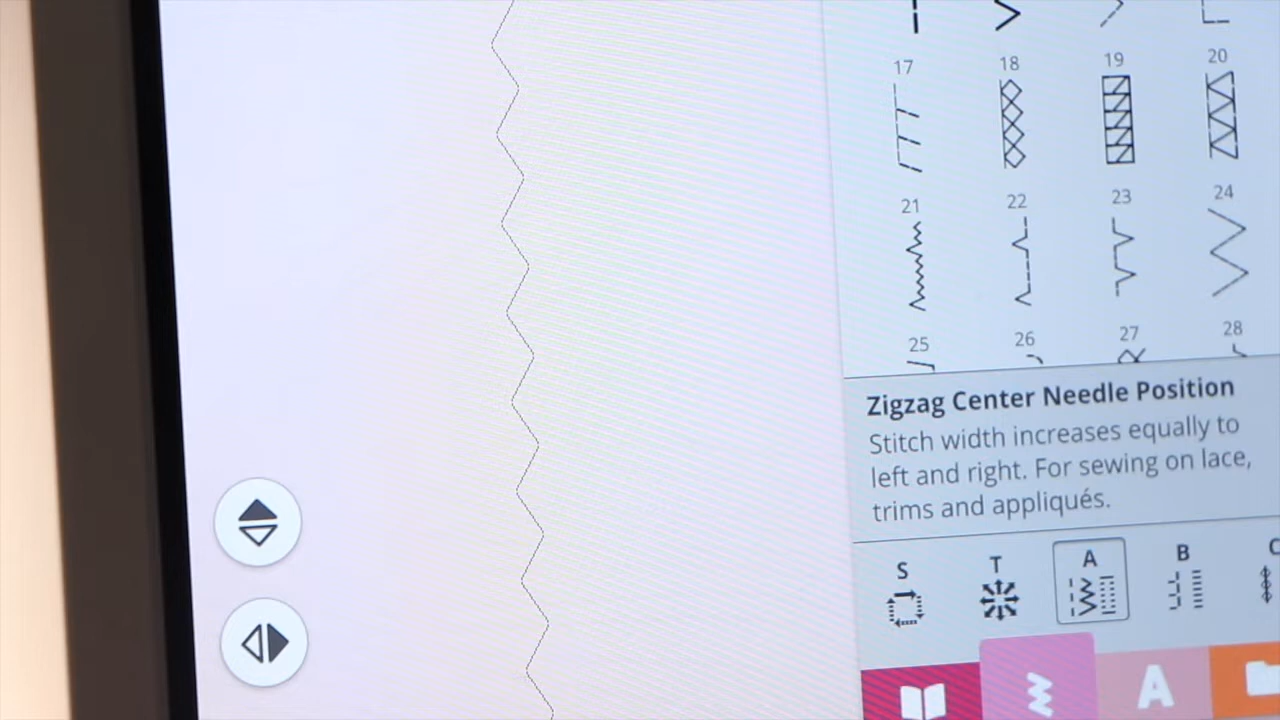 17 18 19 20
21 22 23 24
25 26 27 28
Zigzag Center Needle Position
Stitch width increases equally to
left and right. For sewing on lace,
trims and appliqués.
S T A B C
A